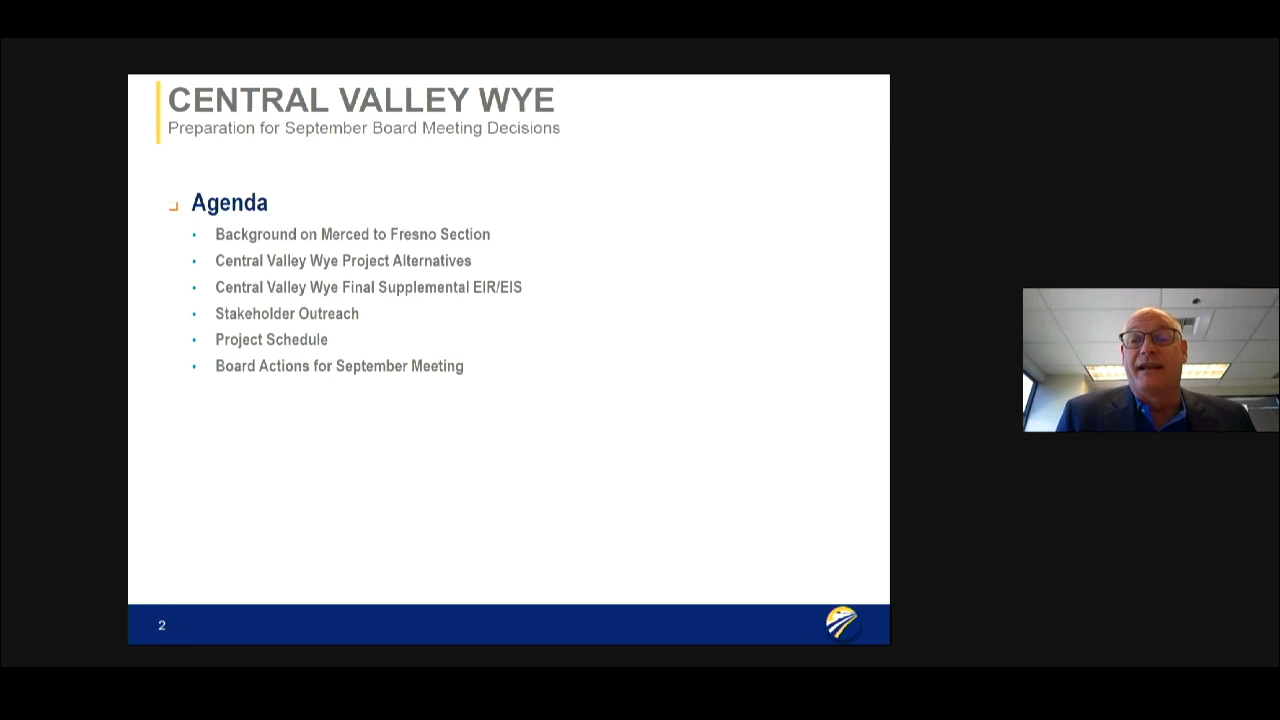 CENTRAL VALLEY WYE
Preparation for September Board Meeting Decisions
Agenda
Background on Merced to Fresno Section
Central Valley Wye Project Alternatives
Central Valley Wye Final Supplemental EIR/EIS
Stakeholder Outreach
Project Schedule
Board Actions for September Meeting
2